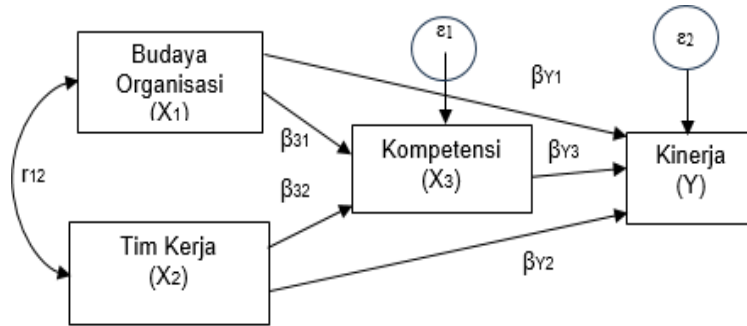 Budaya
Organisasi
(X1)
ε1
ε2
βY1
β31
Kompetensi
(X3)
βY3
Kinerja
(Y)
r12
β32
Tim Kerja
(X2)
βY2